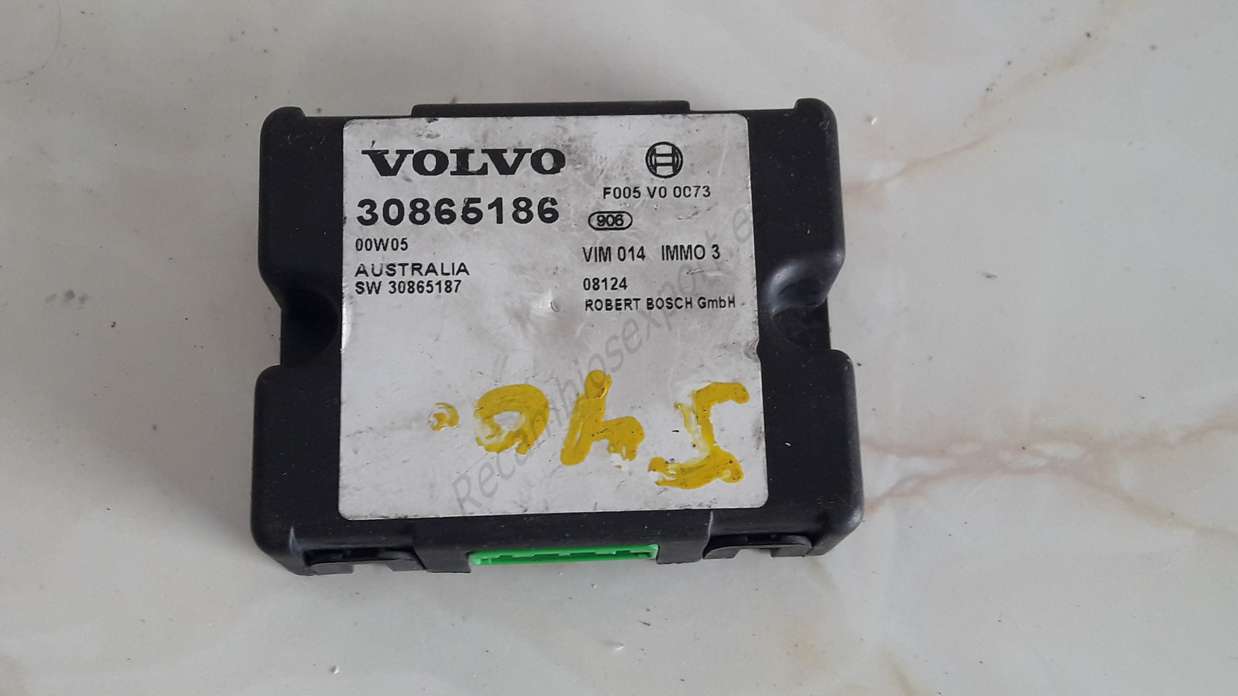 VOLVO
30865186
00W05
AUSTRALIA
SW 30865187
F005 V0 0073
906
VIM 014 IMMO 3
08124
ROBERT BOSCH GmbH
S40.
Recambiosexport.e